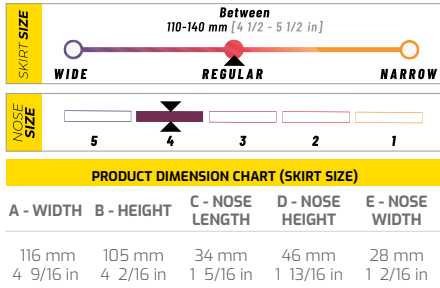 SKIRT SIZE
Between
110-140 mm [4 1/2 - 5 1/2 in]
WIDE REGULAR NARROW
NOSE SIZE
5 4 3 2 1
PRODUCT DIMENSION CHART (SKIRT SIZE)
A - WIDTH B - HEIGHT C - NOSE LENGTH D - NOSE HEIGHT E - NOSE WIDTH
116 mm 105 mm 34 mm 46 mm 28 mm
4 9/16 in 4 2/16 in 1 5/16 in 1 13/16 in 1 2/16 in